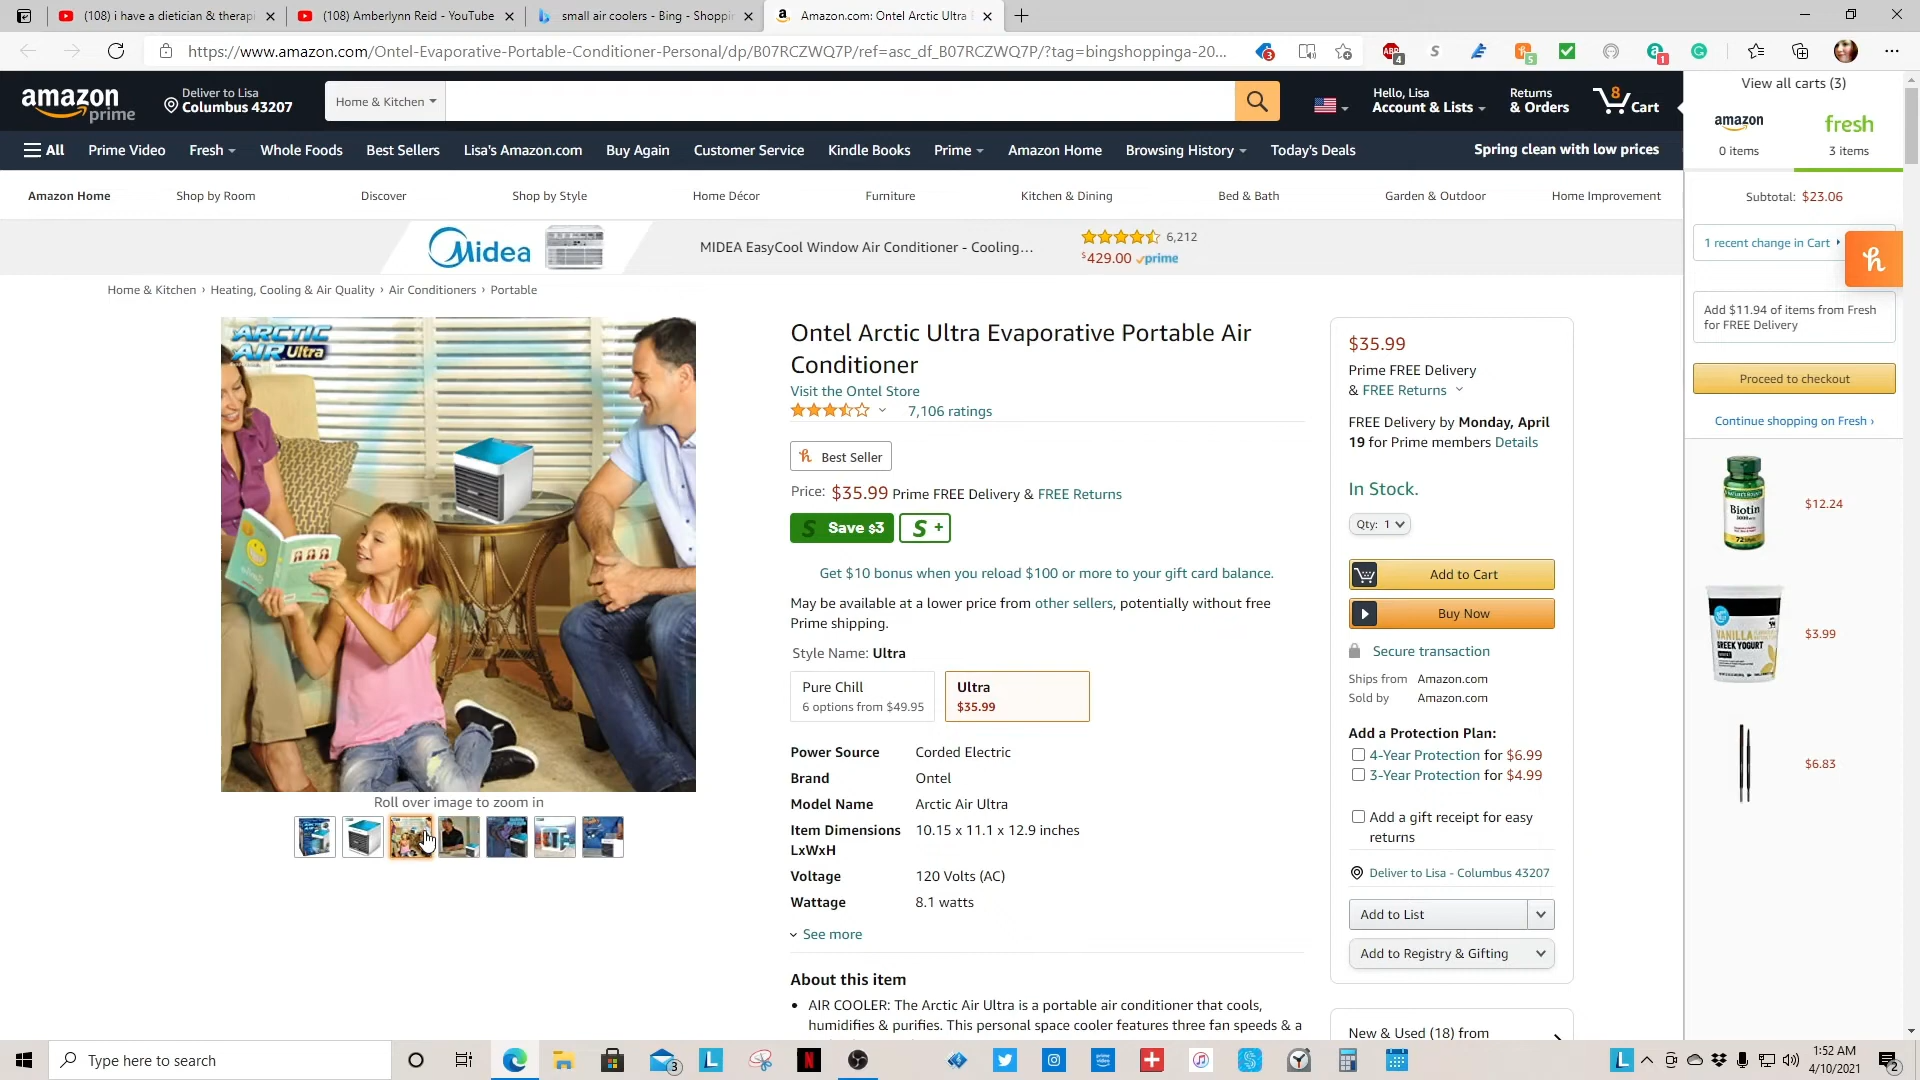 (108) i have a dietician & therapi
(108) Amberlynn Reid - YouTube
small air coolers - Bing - Shoppin
Amazon.com: Ontel Arctic Ultra
https://www.amazon.com/Ontel-Evaporative-Portable-Conditioner-Personal/dp/B07RCZWQ7P/ref=asc_df_B07RCZWQ7P/?tag=bingshoppinga-20...
amazon
prime
Deliver to Lisa
Columbus 43207
Home & Kitchen
Hello, Lisa
Account & Lists
Returns
& Orders
8
Cart
All
Prime Video
Fresh
Whole Foods
Best Sellers
Lisa's Amazon.com
Buy Again
Customer Service
Kindle Books
Prime
Amazon Home
Browsing History
Today's Deals
Spring clean with low prices
Amazon Home
Shop by Room
Discover
Shop by Style
Home Décor
Furniture
Kitchen & Dining
Bed & Bath
Garden & Outdoor
Home Improvement
Midea
MIDEA EasyCool Window Air Conditioner - Cooling...
6,212
$429.00 prime
Home & Kitchen › Heating, Cooling & Air Quality › Air Conditioners › Portable
ARCTIC
AIR Ultra
Roll over image to zoom in
Ontel Arctic Ultra Evaporative Portable Air
Conditioner
Visit the Ontel Store
7,106 ratings
Best Seller
Price: $35.99 Prime FREE Delivery & FREE Returns
S Save $3
S +
Get $10 bonus when you reload $100 or more to your gift card balance.
May be available at a lower price from other sellers, potentially without free
Prime shipping.
Style Name: Ultra
Pure Chill
6 options from $49.95
Ultra
$35.99
Power Source Corded Electric
Brand Ontel
Model Name Arctic Air Ultra
Item Dimensions 10.15 x 11.1 x 12.9 inches
LxWxH
Voltage 120 Volts (AC)
Wattage 8.1 watts
See more
About this item
• AIR COOLER: The Arctic Air Ultra is a portable air conditioner that cools,
humidifies & purifies. This personal space cooler features three fan speeds & a
$35.99
Prime FREE Delivery
& FREE Returns
FREE Delivery by Monday, April
19 for Prime members Details
In Stock.
Qty: 1
Add to Cart
Buy Now
Secure transaction
Ships from Amazon.com
Sold by Amazon.com
Add a Protection Plan:
4-Year Protection for $6.99
3-Year Protection for $4.99
Add a gift receipt for easy
returns
Deliver to Lisa - Columbus 43207
Add to List
Add to Registry & Gifting
New & Used (18) from
View all carts (3)
amazon
0 items
fresh
3 items
Subtotal: $23.06
1 recent change in Cart
Add $11.94 of items from Fresh
for FREE Delivery
Proceed to checkout
Continue shopping on Fresh ›
Biotin
$12.24
VANILLA
GREEK YOGURT
$3.99
$6.83
Type here to search
1:52 AM
4/10/2021